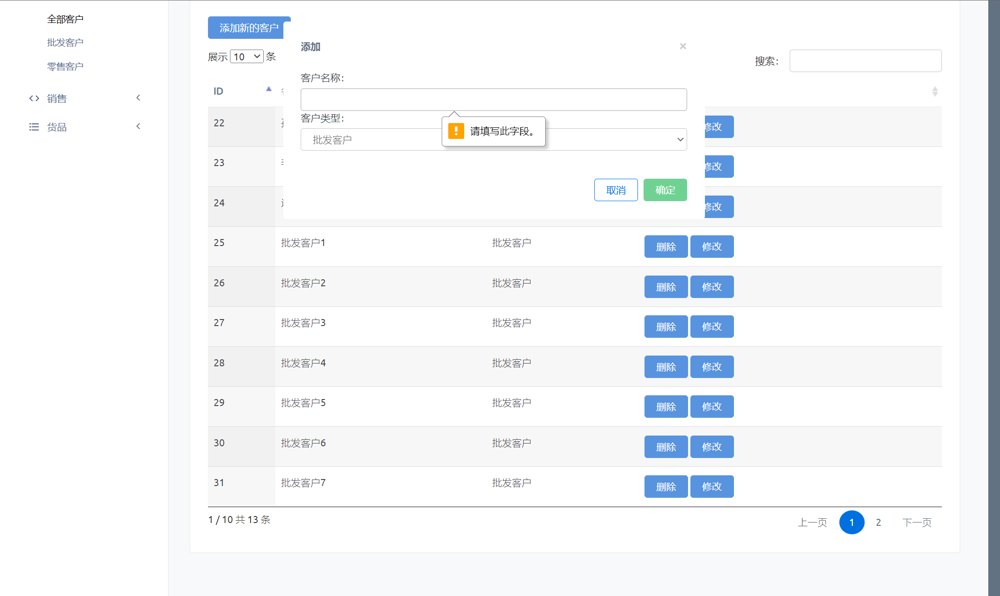 全部客户
批发客户
零售客户
销售
货品
添加新的客户
展示 10 条
搜索：
添加
×
客户名称：
客户类型：
请填写此字段。
批发客户
取消 确定
ID
22 修改
23 修改
24 修改
25 批发客户1 批发客户 删除 修改
26 批发客户2 批发客户 删除 修改
27 批发客户3 批发客户 删除 修改
28 批发客户4 批发客户 删除 修改
29 批发客户5 批发客户 删除 修改
30 批发客户6 批发客户 删除 修改
31 批发客户7 批发客户 删除 修改
1 / 10 共 13 条
上一页 1 2 下一页